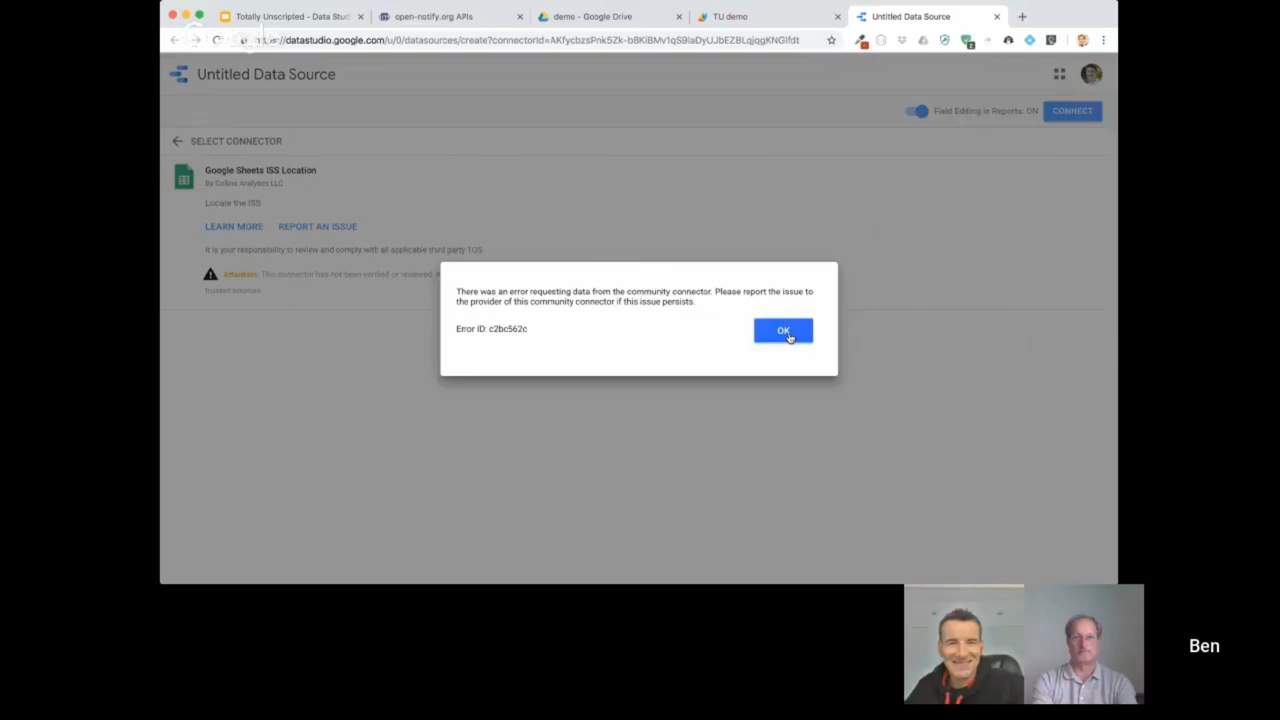 Totally Unscripted - Data Stud
open-notify.org APIs
demo - Google Drive
TU demo
Untitled Data Source
datastudio.google.com/u/0/datasources/create?connectorId=AKfycbzsPnk5Zk-b8KiBMv1qS9laDyUJbEZBLqjqgKNGlfdt
Untitled Data Source
Field Editing in Reports: ON
CONNECT
SELECT CONNECTOR
Google Sheets ISS Location
By Collins Analytics LLC
Locate the ISS
LEARN MORE
REPORT AN ISSUE
It is your responsibility to review and comply with all applicable third party TOS.
Attention: This connector has not been verified or reviewed.
trusted sources.
There was an error requesting data from the community connector. Please report the issue to
the provider of this community connector if this issue persists.
Error ID: c2bc562c
OK
Ben